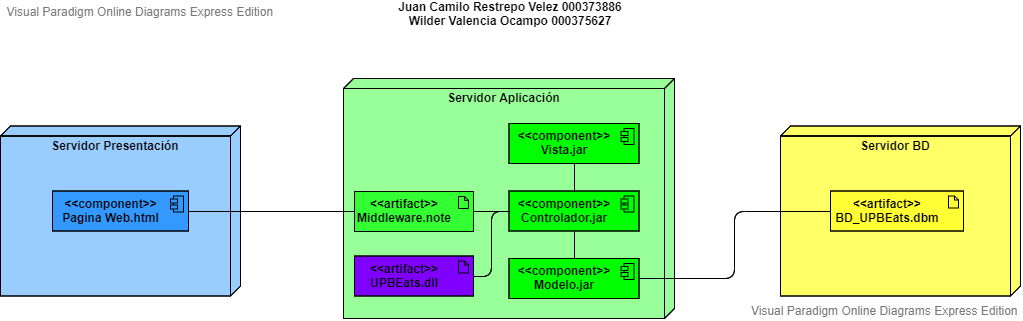 Visual Paradigm Online Diagrams Express Edition
Juan Camilo Restrepo Velez 000373886
Wilder Valencia Ocampo 000375627
Servidor Presentación
<<component>>
Pagina Web.html
Servidor Aplicación
<<component>>
Vista.jar
<<artifact>>
Middleware.note
<<component>>
Controlador.jar
<<artifact>>
UPBEats.dll
<<component>>
Modelo.jar
Servidor BD
<<artifact>>
BD_UPBEats.dbm
Visual Paradigm Online Diagrams Express Edition